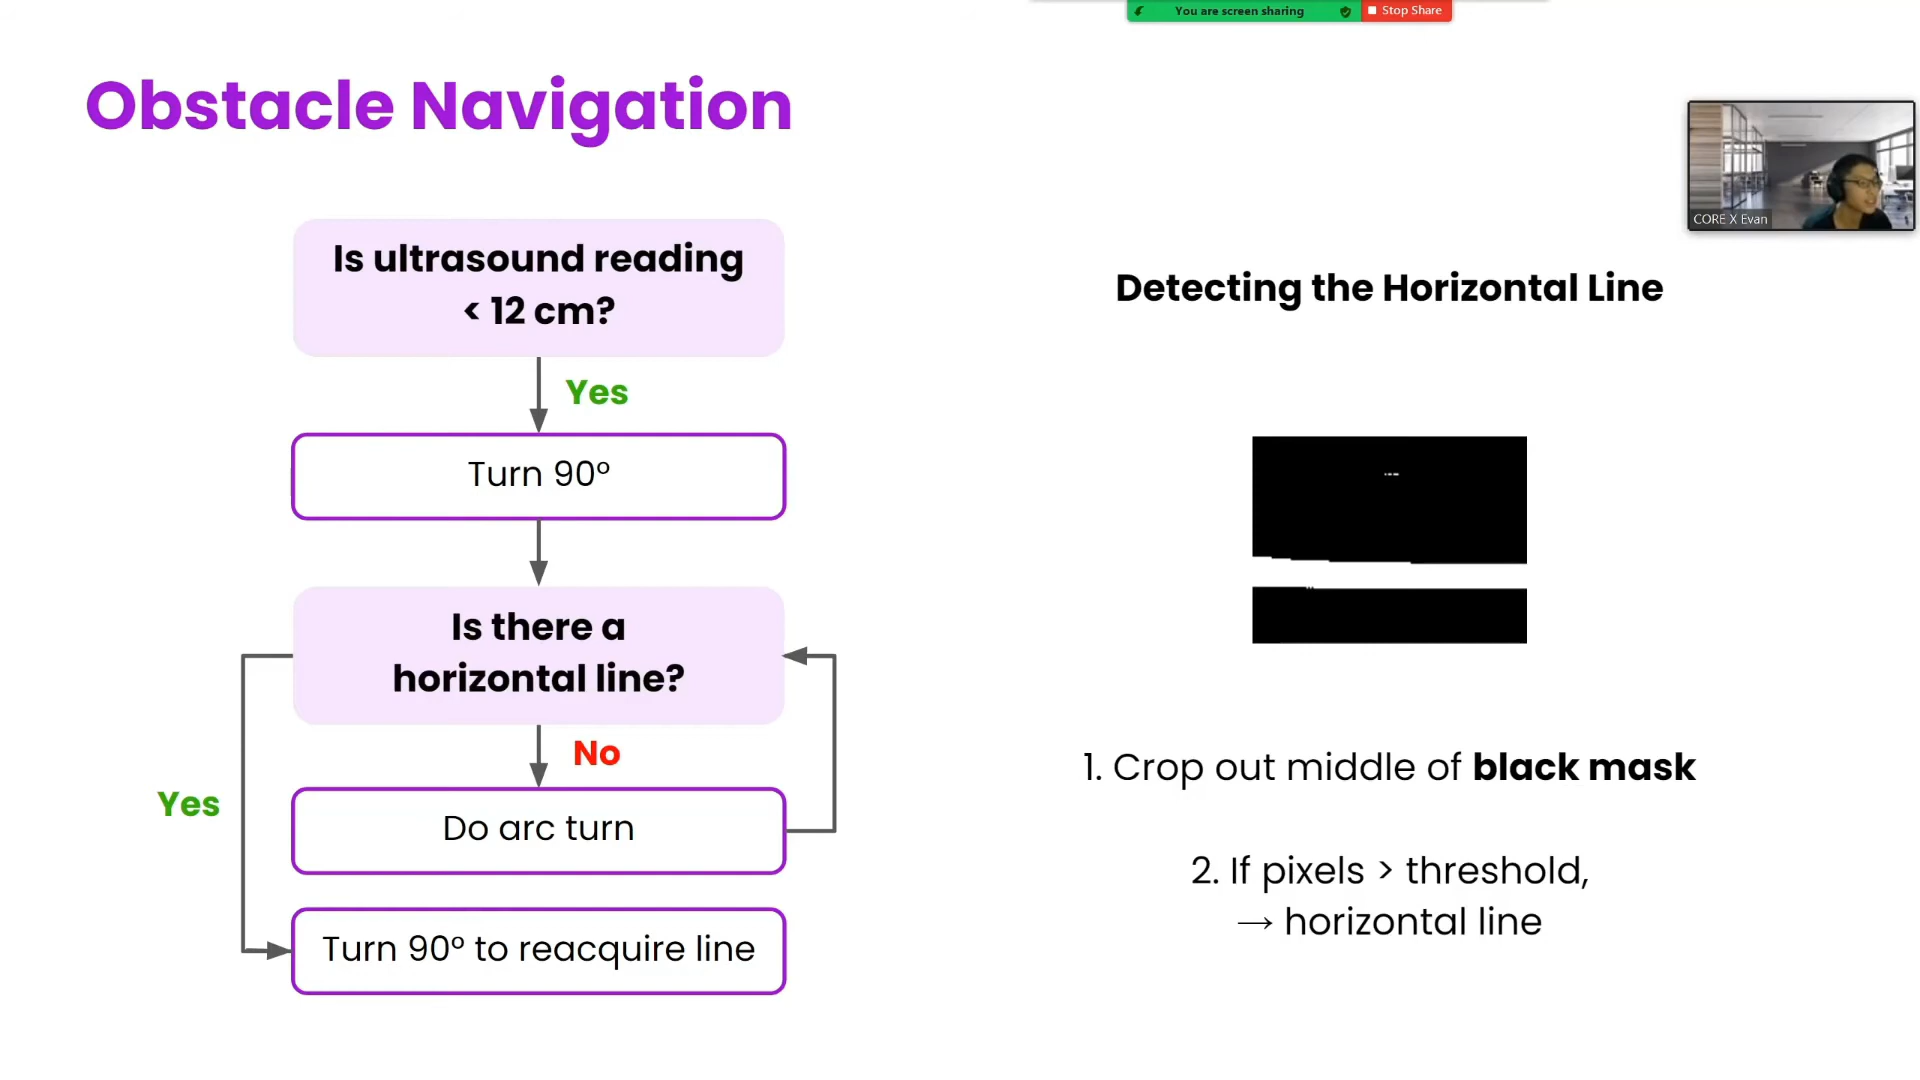 You are screen sharing
Stop Share
Obstacle Navigation
CORE X Evan
Is ultrasound reading
< 12 cm?
Yes
Turn 90°
Is there a
horizontal line?
No
Yes
Do arc turn
Turn 90° to reacquire line
Detecting the Horizontal Line
1. Crop out middle of black mask
2. If pixels > threshold,
→ horizontal line